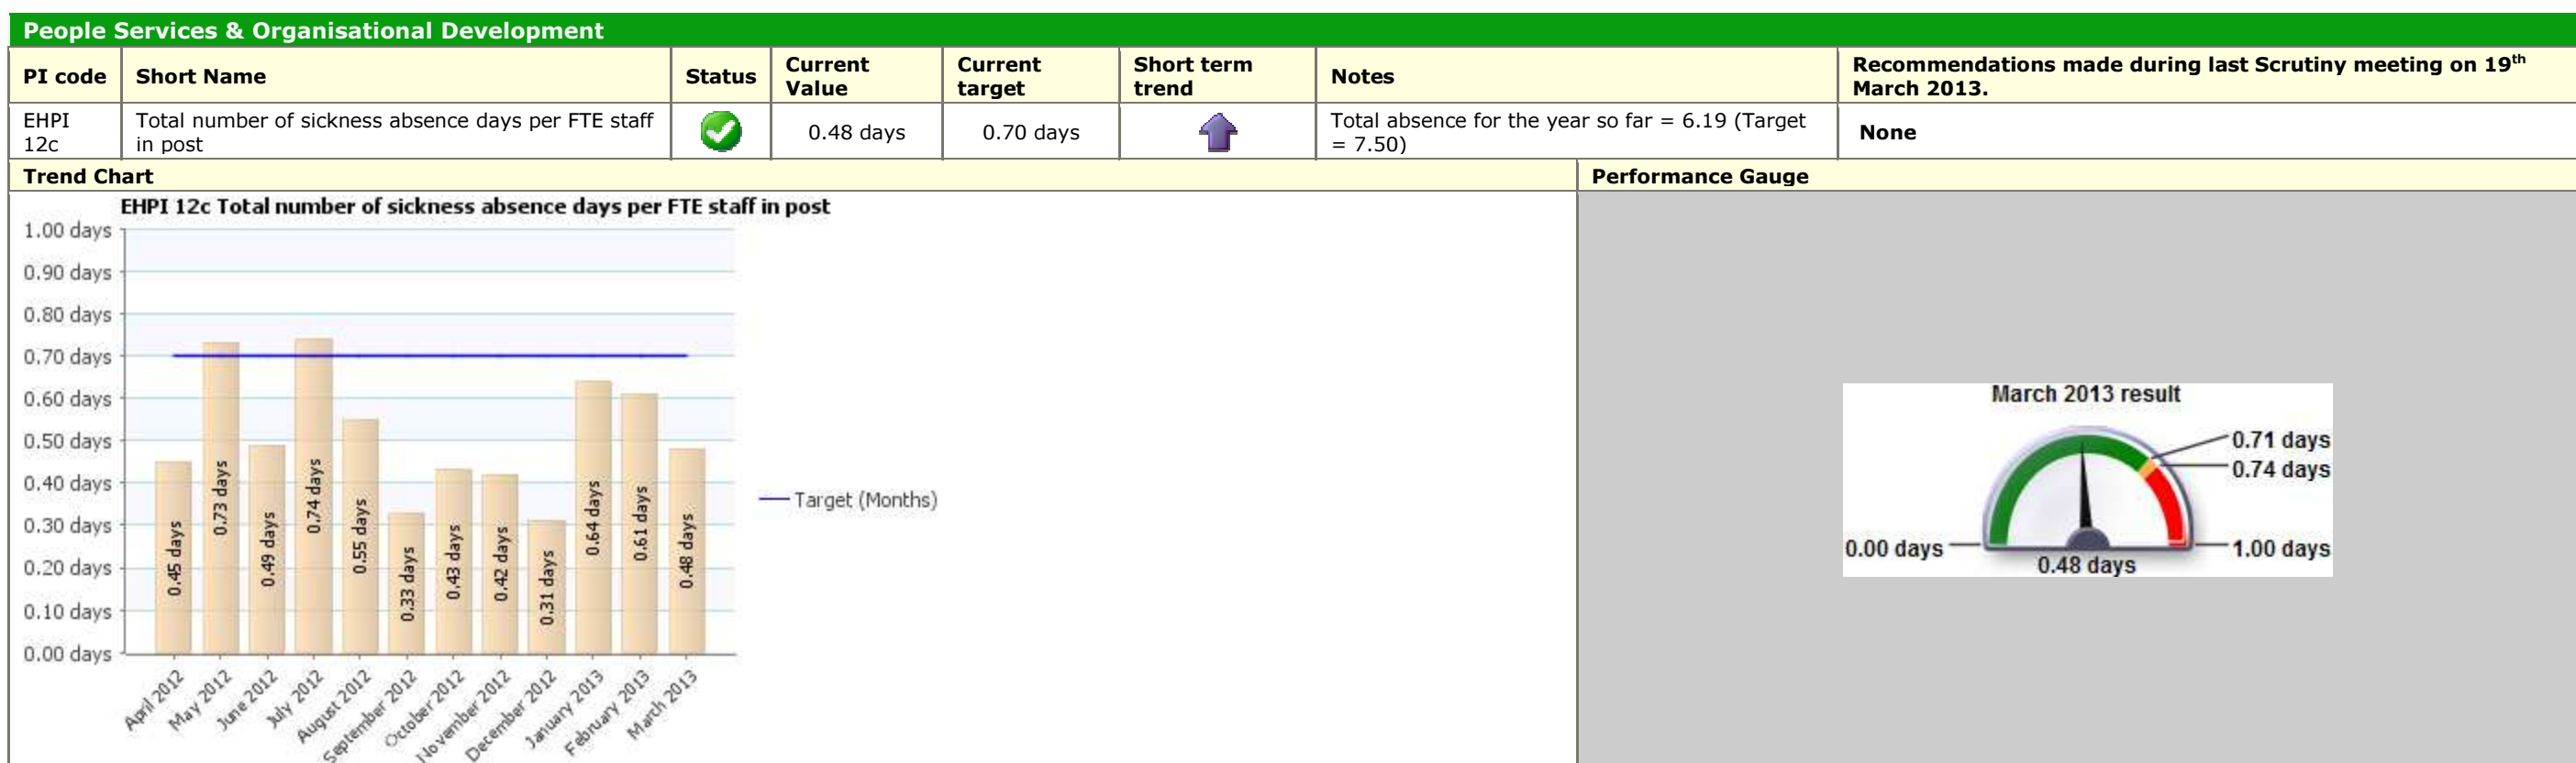 People Services & Organisational Development
PI code
Short Name
Status
Current
Value
Current
target
Short term
trend
Notes
Recommendations made during last Scrutiny meeting on 19th
March 2013.
EHPI
12c
Total number of sickness absence days per FTE staff
in post
0.48 days
0.70 days
Total absence for the year so far = 6.19 (Target
= 7.50)
None
Trend Chart
Performance Gauge
EHPI 12c Total number of sickness absence days per FTE staff in post
1.00 days
0.90 days
0.80 days
0.70 days
0.60 days
0.50 days
0.40 days
0.30 days
0.20 days
0.10 days
0.00 days
0.45 days
0.73 days
0.49 days
0.74 days
0.55 days
0.33 days
0.43 days
0.42 days
0.31 days
0.64 days
0.61 days
0.48 days
April 2012
May 2012
June 2012
July 2012
August 2012
September 2012
October 2012
November 2012
December 2012
January 2013
February 2013
March 2013
Target (Months)
March 2013 result
0.71 days
0.74 days
0.00 days
1.00 days
0.48 days